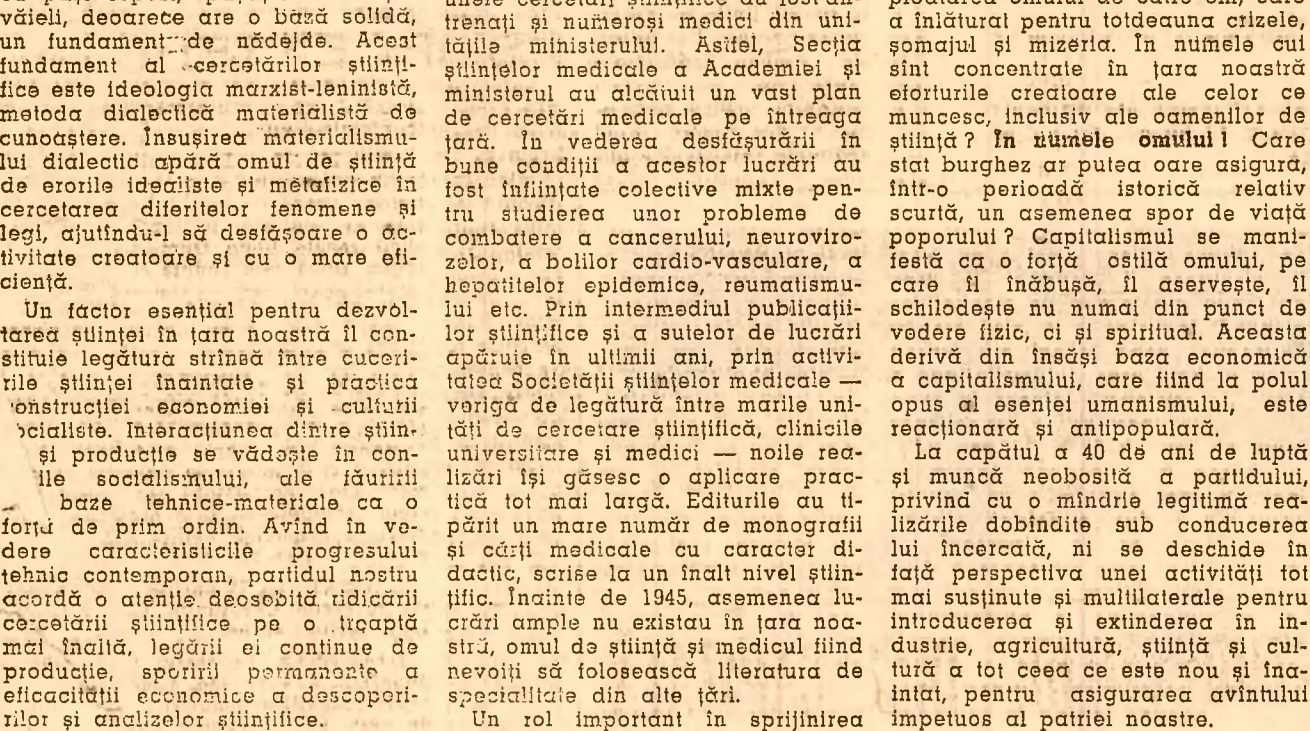 văieli, deoarece are o bază solidă,
un fundament de nădejde. Acest
fundament al cercetărilor științi-
fice este ideologia marxist-leninistă,
metoda dialectică materialistă de
cunoaștere. Însușirea materialismu-
lui dialectic apără omul de știință
de erorile idealiste și metafizice în
cercetarea diferitelor fenomene și
legi, ajutîndu-l să desfășoare o ac-
tivitate creatoare și cu o mare efi-
ciență.
Un factor esențial pentru dezvol-
tarea științei în țara noastră îl con-
stituie legătura strînsă între cuceri-
rile științei înaintate și practica
onstrucției economiei și culturii
ocialiste. Interacțiunea dintre știin-
și producție se vădește în con-
ile socialismului, ale făuririi
baze tehnice-materiale ca o
forță de prim ordin. Avînd în ve-
dere caracteristicile progresului
tehnic contemporan, partidul nostru
acordă o atenție deosebită ridicării
cercetării științifice pe o treaptă
mai înaltă, legării ei continue de
producție, sporirii permanente a
eficacității economice a descoperi-
rilor și analizelor științifice.
trenați și numeroși medici din uni-
tățile ministerului. Astfel, Secția
științelor medicale a Academiei și
ministerul au alcătuit un vast plan
de cercetări medicale pe întreaga
țară. În vederea desfășurării în
bune condiții a acestor lucrări au
fost înființate colective mixte pen-
tru studierea unor probleme de
combatere a cancerului, neuroviro-
zelor, a bolilor cardio-vasculare, a
hepatitelor epidemice, reumatismu-
lui etc. Prin intermediul publicații-
lor științifice și a sutelor de lucrări
apărute în ultimii ani, prin activi-
tatea Societății științelor medicale —
veriga de legătură între marile uni-
tăți de cercetare științifică, clinicile
universitare și medici — noile rea-
lizări își găsesc o aplicare prac-
tică tot mai largă. Editurile au ti-
părit un mare număr de monografii
și cărți medicale cu caracter di-
dactic, scrise la un înalt nivel știin-
țific. Înainte de 1945, asemenea lu-
crări ample nu existau în țara noa-
stră, omul de știință și medicul fiind
nevoiți să folosească literatura de
specialitate din alte țări.
Un rol important în sprijinirea
a înlăturat pentru totdeauna crizele,
șomajul și mizeria. În numele cui
sînt concentrate în țara noastră
eforturile creatoare ale celor ce
muncesc, inclusiv ale oamenilor de
știință? În numele omului! Care
stat burghez ar putea oare asigura,
într-o perioadă istorică relativ
scurtă, un asemenea spor de viață
poporului? Capitalismul se mani-
festă ca o forță ostilă omului, pe
care îl înăbușă, îl aservește, îl
schilodește nu numai din punct de
vedere fizic, ci și spiritual. Aceasta
derivă din însăși baza economică
a capitalismului, care fiind la polul
opus al esenței umanismului, este
reacționară și antipopulară.
La capătul a 40 de ani de luptă
și muncă neobosită a partidului,
privind cu o mîndrie legitimă rea-
lizările dobîndite sub conducerea
lui încercată, ni se deschide în
față perspectiva unei activități tot
mai susținute și multilaterale pentru
introducerea și extinderea în in-
dustrie, agricultură, știință și cul-
tură a tot ceea ce este nou și îna-
intat, pentru asigurarea avîntului
impetuos al patriei noastre.